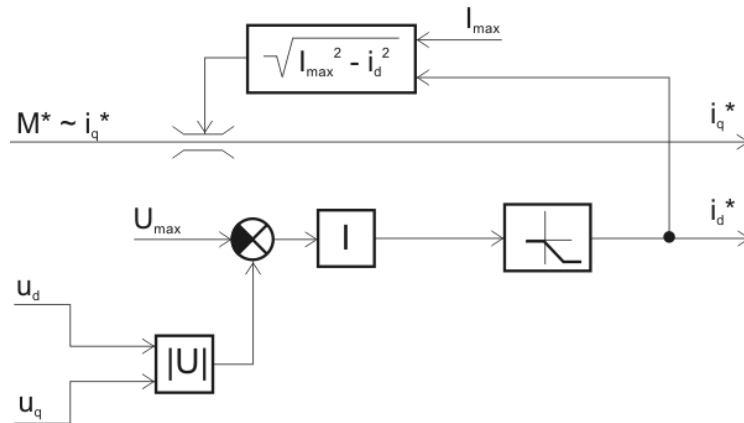 I_max
√(I_max² - i_d²)
M* ~ i_q*
i_q*
U_max
I
i_d*
u_d
|U|
u_q